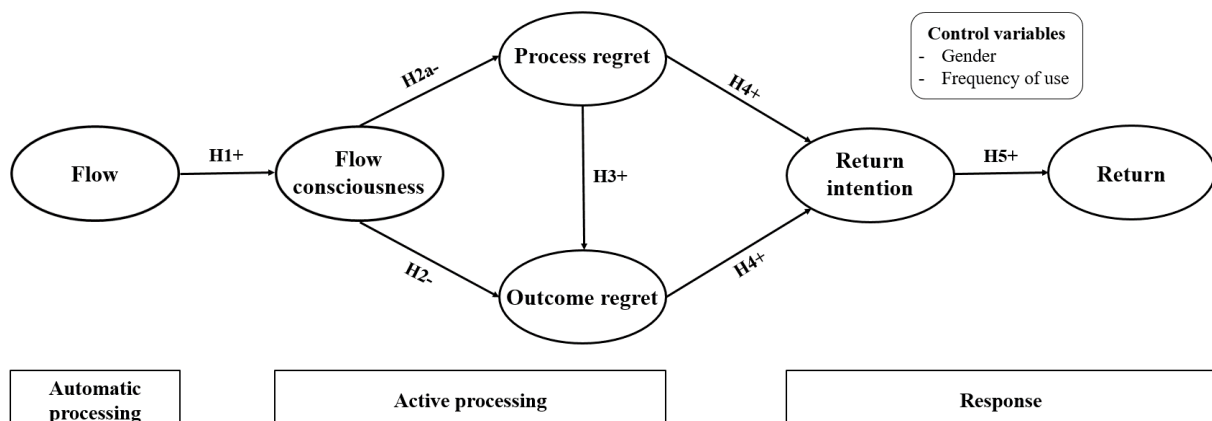 Control variables
- Gender
- Frequency of use
Process regret
H2a-
H4+
Flow
H1+
Flow
consciousness
H3+
Return
intention
H5+
Return
H2-
H4+
Outcome regret
Automatic
processing
Active processing
Response